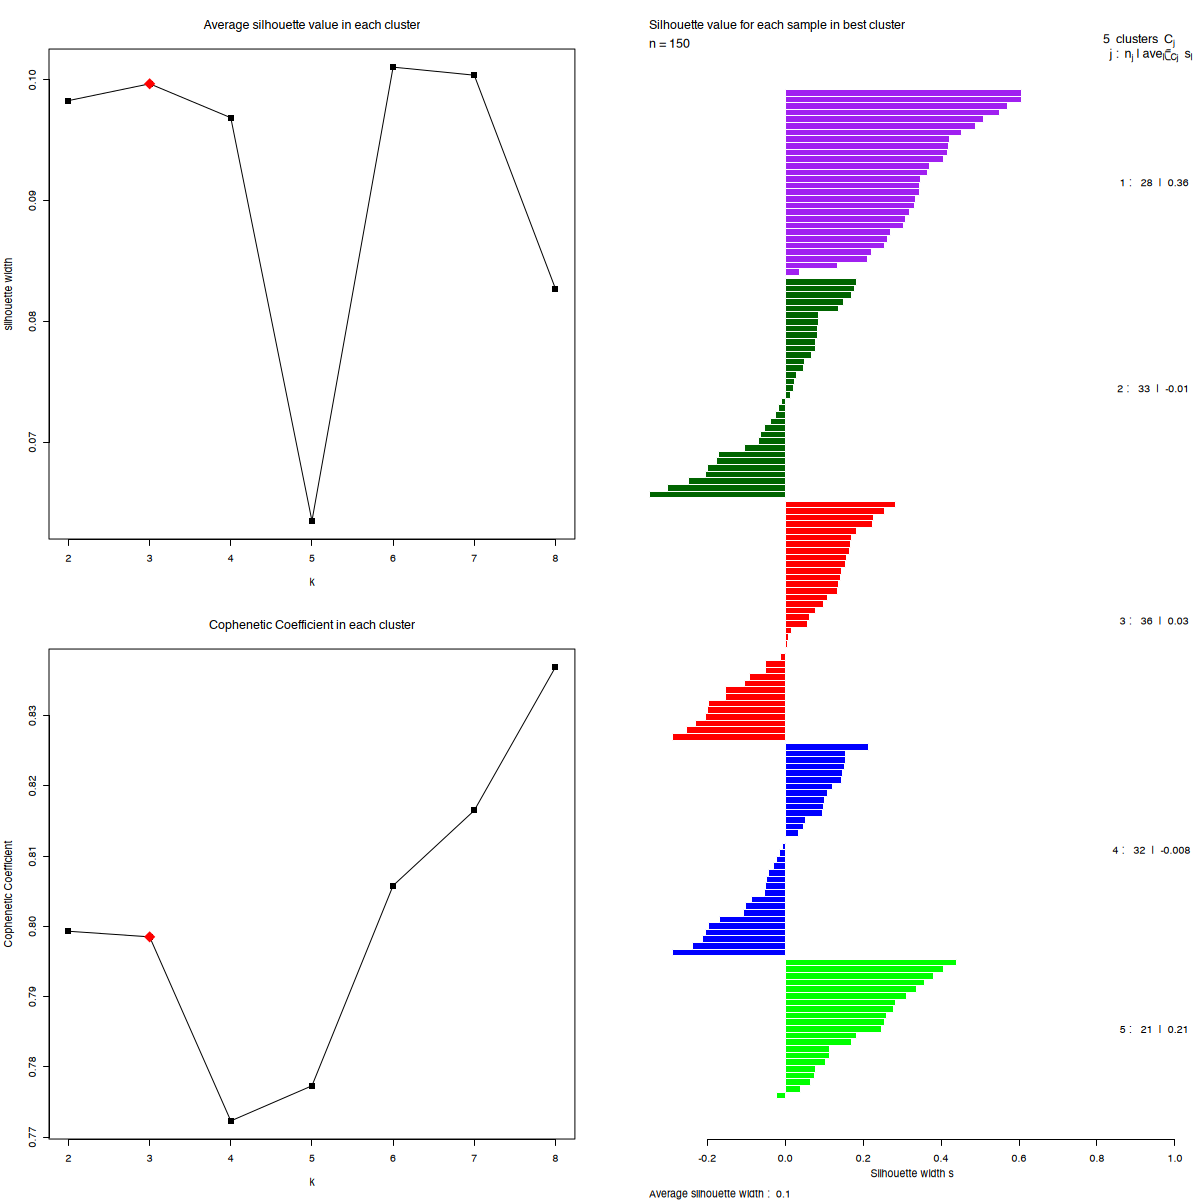 Average silhouette value in each cluster
0.10
0.09
0.08
0.07
silhouette width
2 3 4 5 6 7 8
k
Cophenetic Coefficient in each cluster
0.83
0.82
0.81
0.80
0.79
0.78
0.77
Cophenetic Coefficient
2 3 4 5 6 7 8
k
Silhouette value for each sample in best cluster
n = 150
5 clusters Cj
j : nj | avei∈Cj si
1 : 28 | 0.36
2 : 33 | -0.01
3 : 36 | 0.03
4 : 32 | -0.008
5 : 21 | 0.21
-0.2 0.0 0.2 0.4 0.6 0.8 1.0
Silhouette width s
Average silhouette width : 0.1